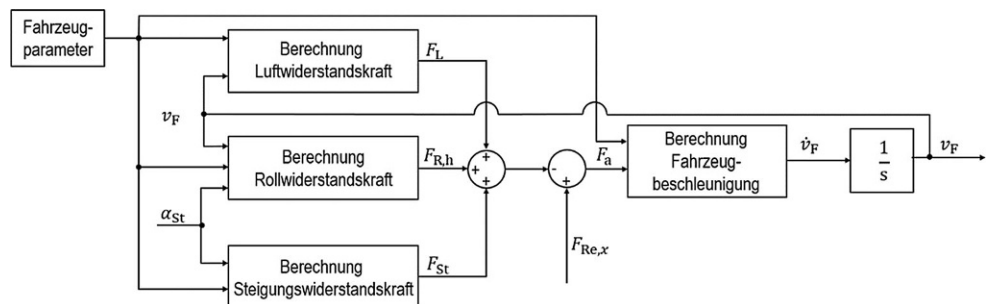 Fahrzeug-
parameter
Berechnung
Luftwiderstandskraft
F_L
v_F
Berechnung
Rollwiderstandskraft
F_R,h
+
+
+
-
+
F_a
Berechnung
Fahrzeug-
beschleunigung
v̇_F
1
s
v_F
α_St
F_Re,x
Berechnung
Steigungswiderstandskraft
F_St